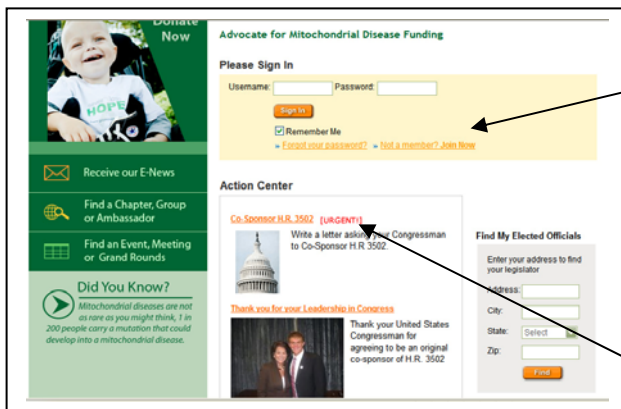 Donate
Now
HOPE
Receive our E-News
Find a Chapter, Group
or Ambassador
Find an Event, Meeting
or Grand Rounds
Did You Know?
Mitochondrial diseases are not
as rare as you might think, 1 in
200 people carry a mutation that could
develop into a mitochondrial disease.
Advocate for Mitochondrial Disease Funding
Please Sign In
Username: Password:
Sign In
Remember Me
» Forgot your password? » Not a member? Join Now
Action Center
Co-Sponsor H.R. 3502 [URGENT!]
Write a letter asking your Congressman
to Co-Sponsor H.R 3502.
Thank you for your Leadership in Congress
Thank your United States
Congressman for
agreeing to be an original
co-sponsor of H.R. 3502
Find My Elected Officials
Enter your address to find
your legislator
Address:
City:
State: Select
Zip:
Find